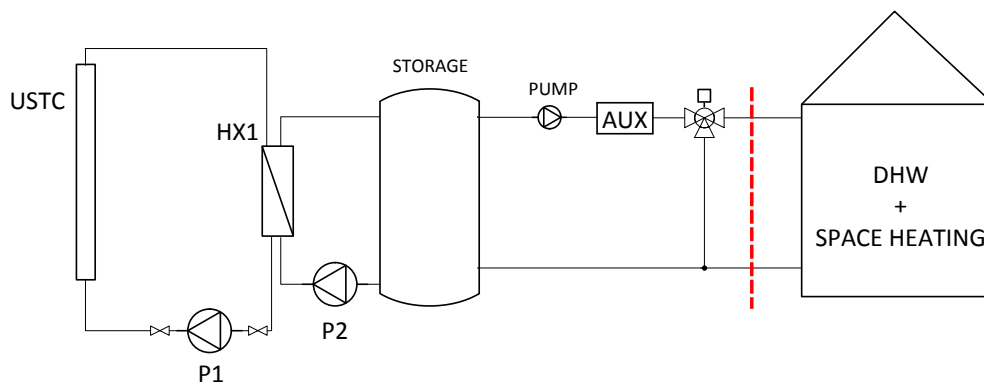 USTC
HX1
P1
P2
STORAGE
PUMP
AUX
DHW
+
SPACE HEATING